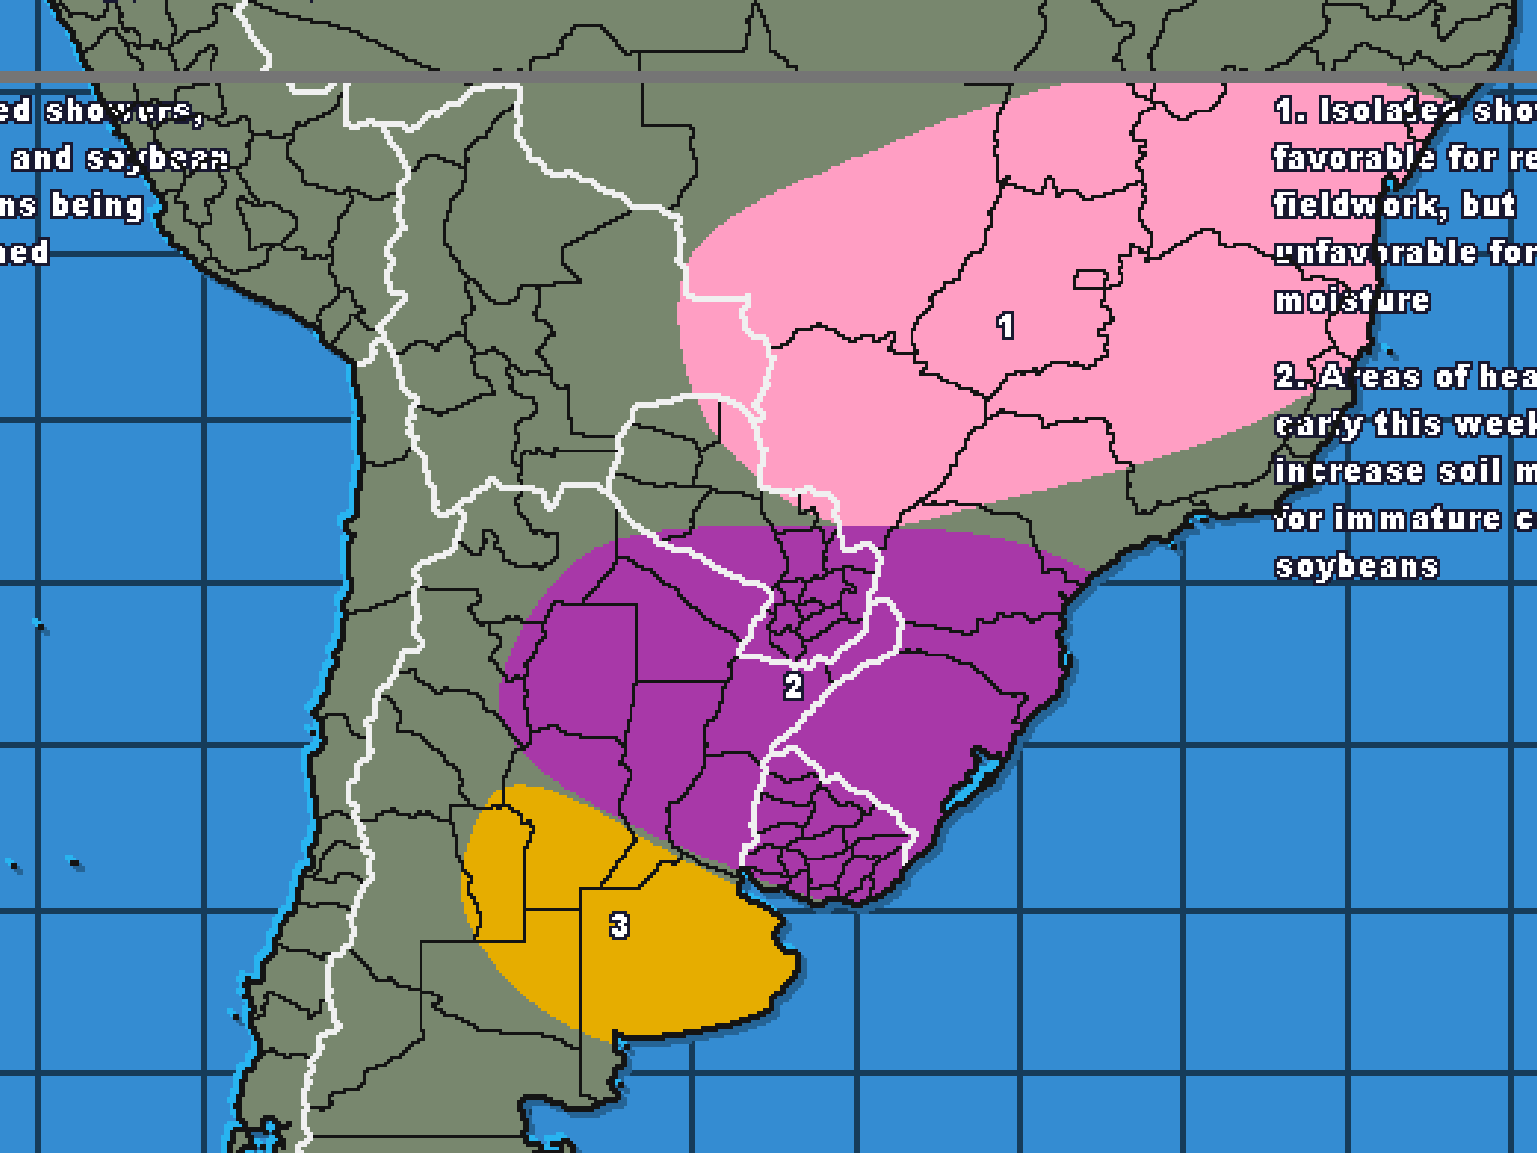 ed showers,
and soybean
ns being
ned
1. Isolated sho
favorable for re
fieldwork, but
unfavorable for
moisture
2. Areas of hea
early this week
increase soil m
for immature c
soybeans
1
2
3